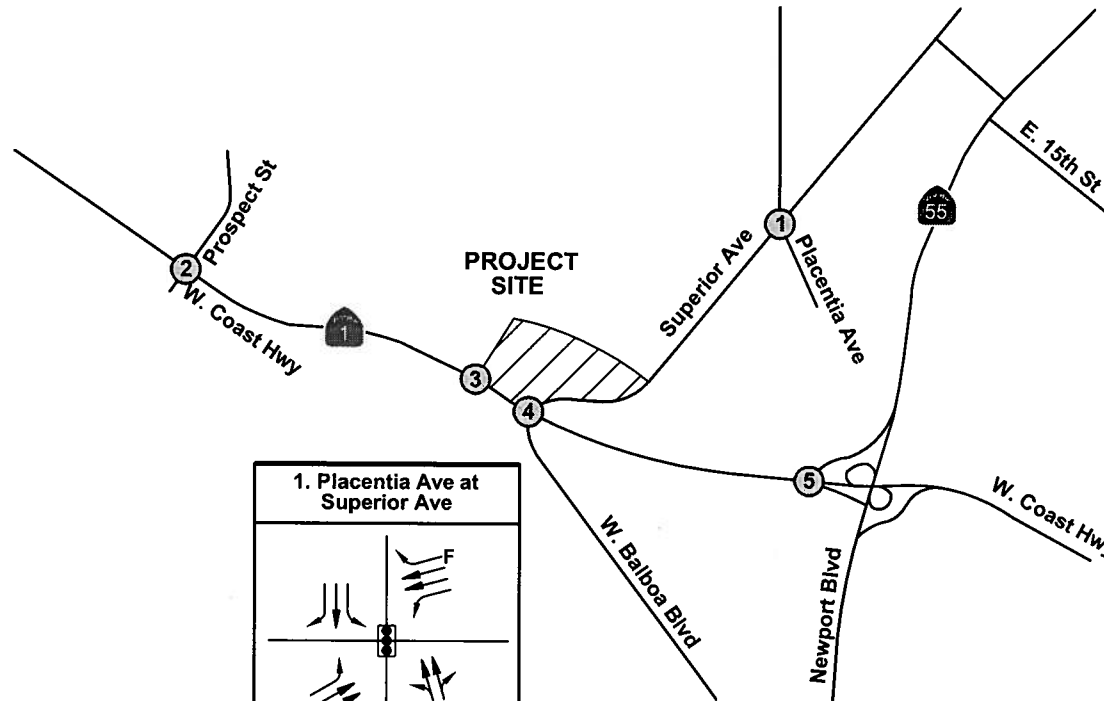 E. 15th St
55
Prospect St
1
Superior Ave
Placentia Ave
2
PROJECT
SITE
W. Coast Hwy
1
3
4
5
W. Coast Hwy
1. Placentia Ave at
Superior Ave
F
W. Balboa Blvd
Newport Blvd